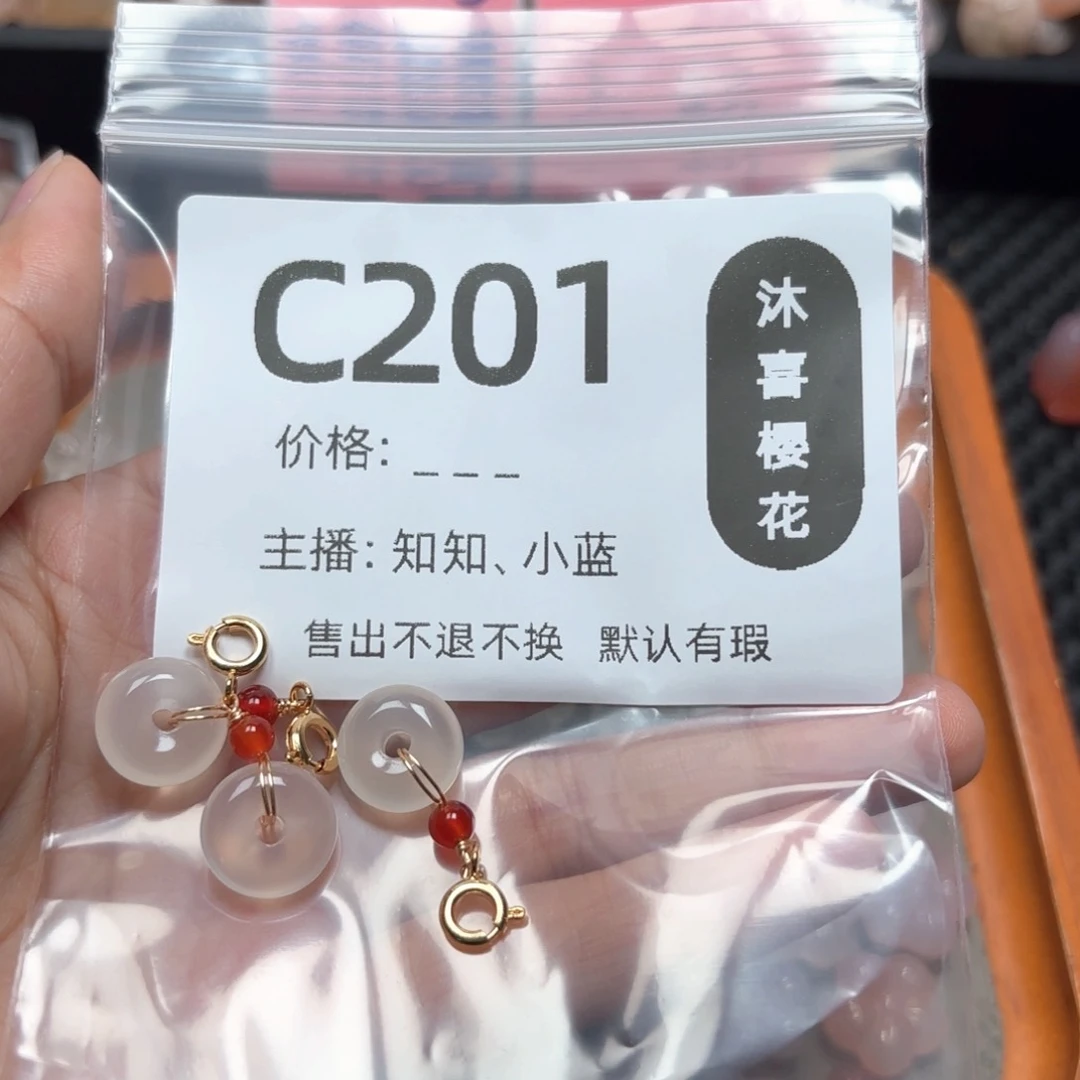 C201
价格: _ _ _
主播: 知知、小蓝
售出不退不换 默认有瑕
沐喜樱花